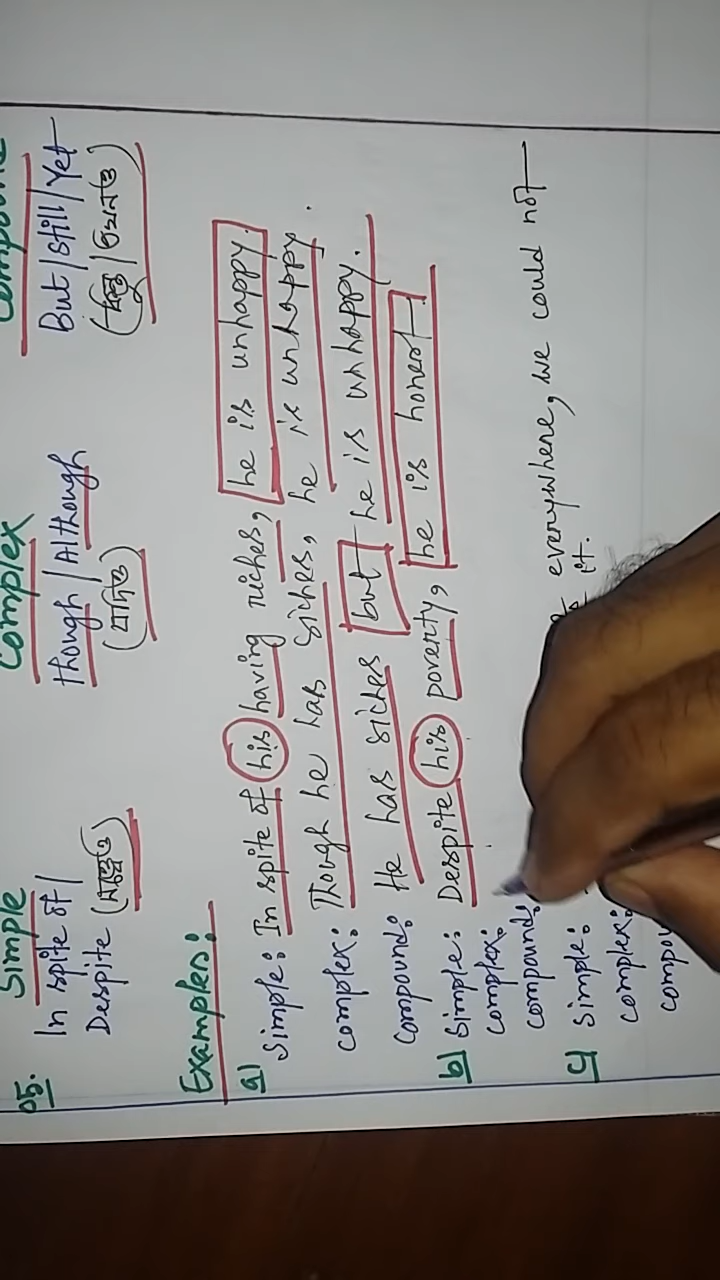 05. Simple Complex Compound
In spite of / though / Although But / Still / Yet
Despite (সত্ত্বেও) (যদিও) (কিন্তু / তথাপিও)
Examples:
a) Simple: In spite of his having riches, he is unhappy.
Complex: Though he has riches, he is unhappy.
Compound: He has riches but he is unhappy.
b) Simple: Despite his poverty, he is honest.
Complex:
Compound:
c) Simple: everywhere, we could not
Complex: it.
Compou